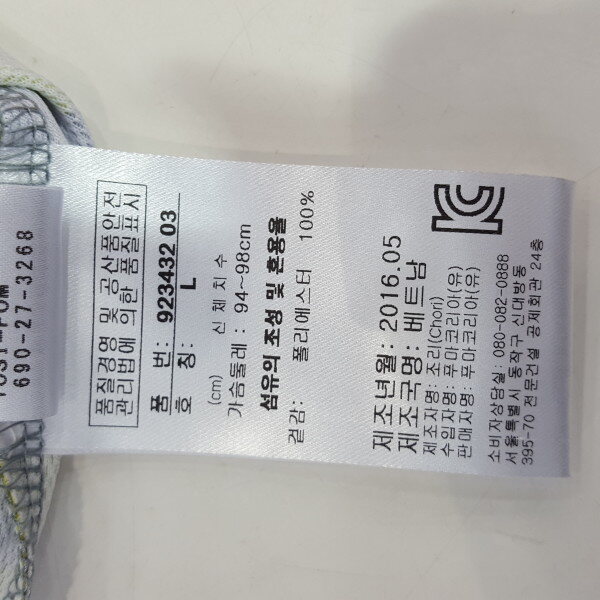 품질경영 및 공산품안전
관리법에 의한 품질표시
품 번: 923432 03
호 칭: L
신 체 치 수
(cm)
가슴둘레 : 94~98cm
섬유의 조성 및 혼용율
겉감: 폴리에스터 100%
제조년월: 2016.05
제조국명: 베트남
제조자명: 조리(Chori)
수입자명: 푸마코리아(유)
판매자명: 푸마코리아(유)
소비자상담실: 080-082-0888
서울특별시 동작구 신대방동
395-70 전문건설 공제회관 24층
690-27-3268